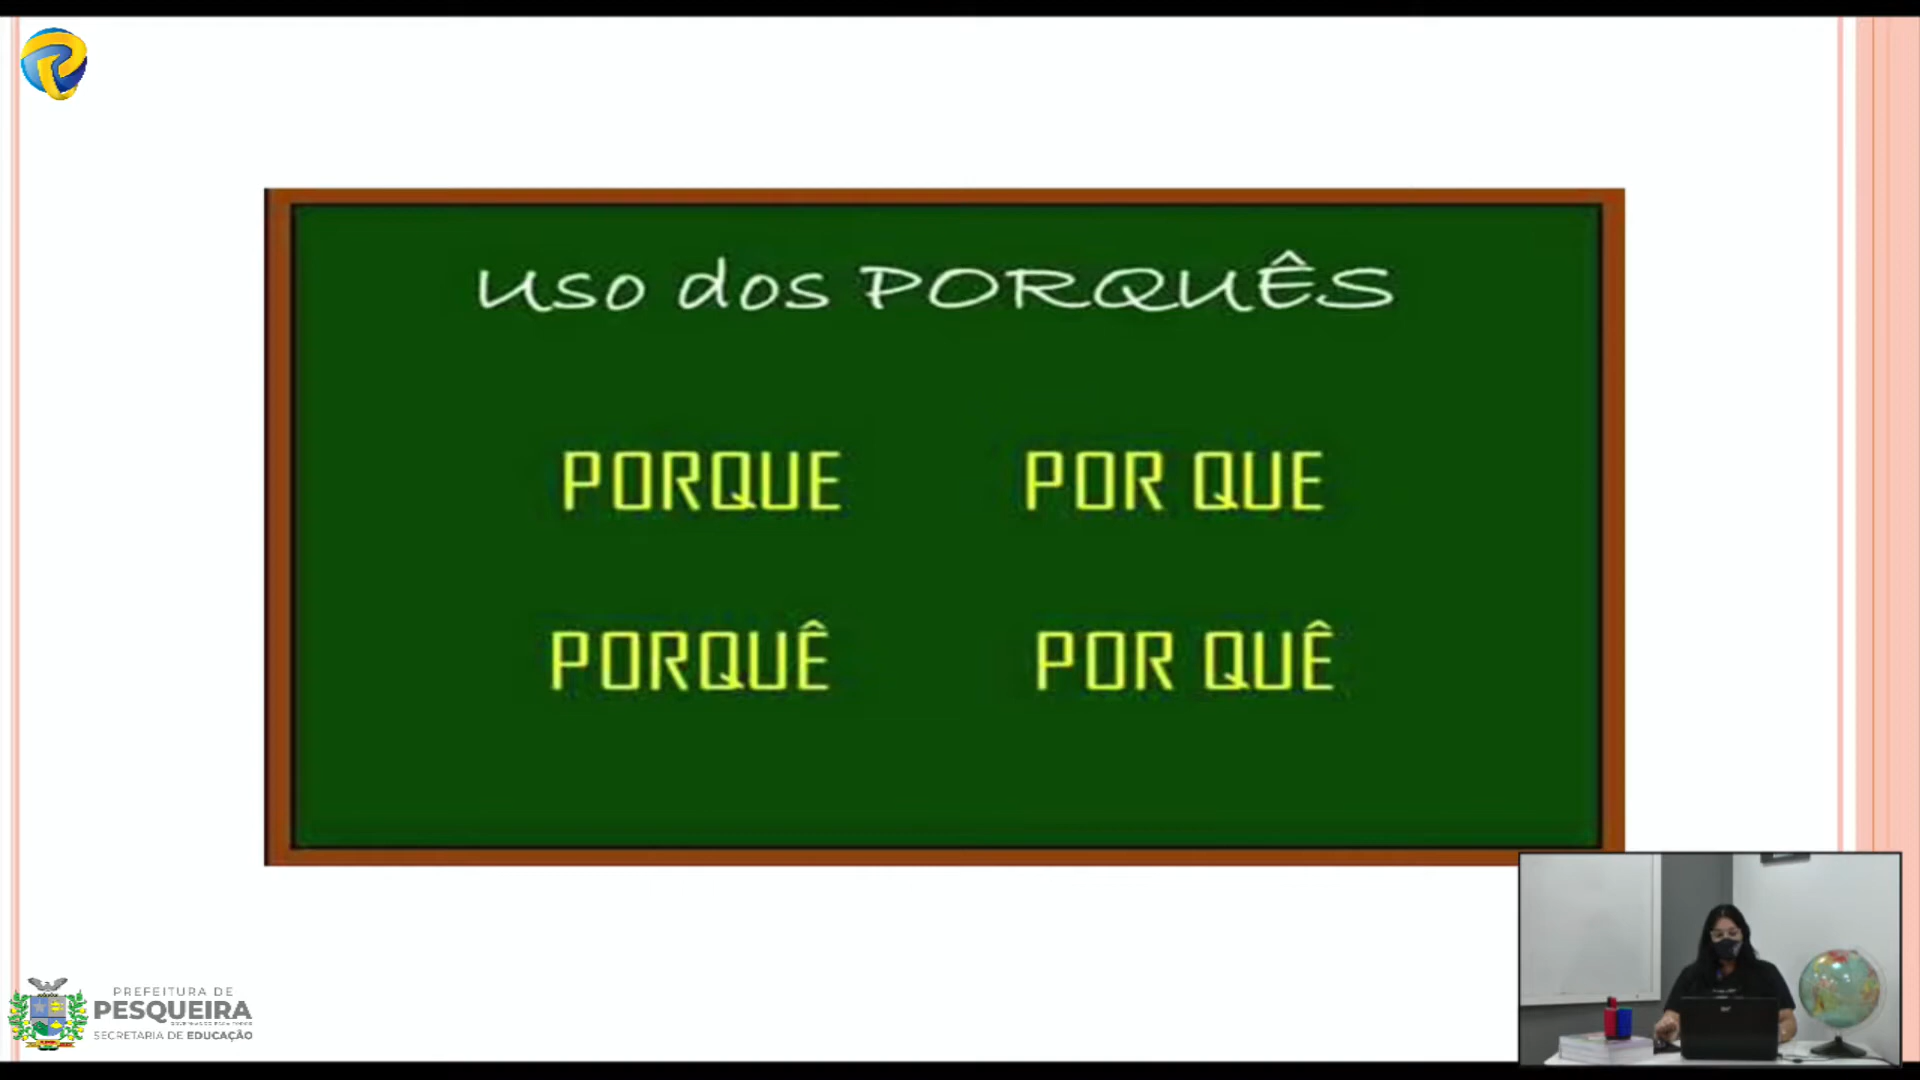 Uso dos PORQUÊS
PORQUE POR QUE
PORQUÊ POR QUÊ
PREFEITURA DE
PESQUEIRA
SECRETARIA DE EDUCAÇÃO